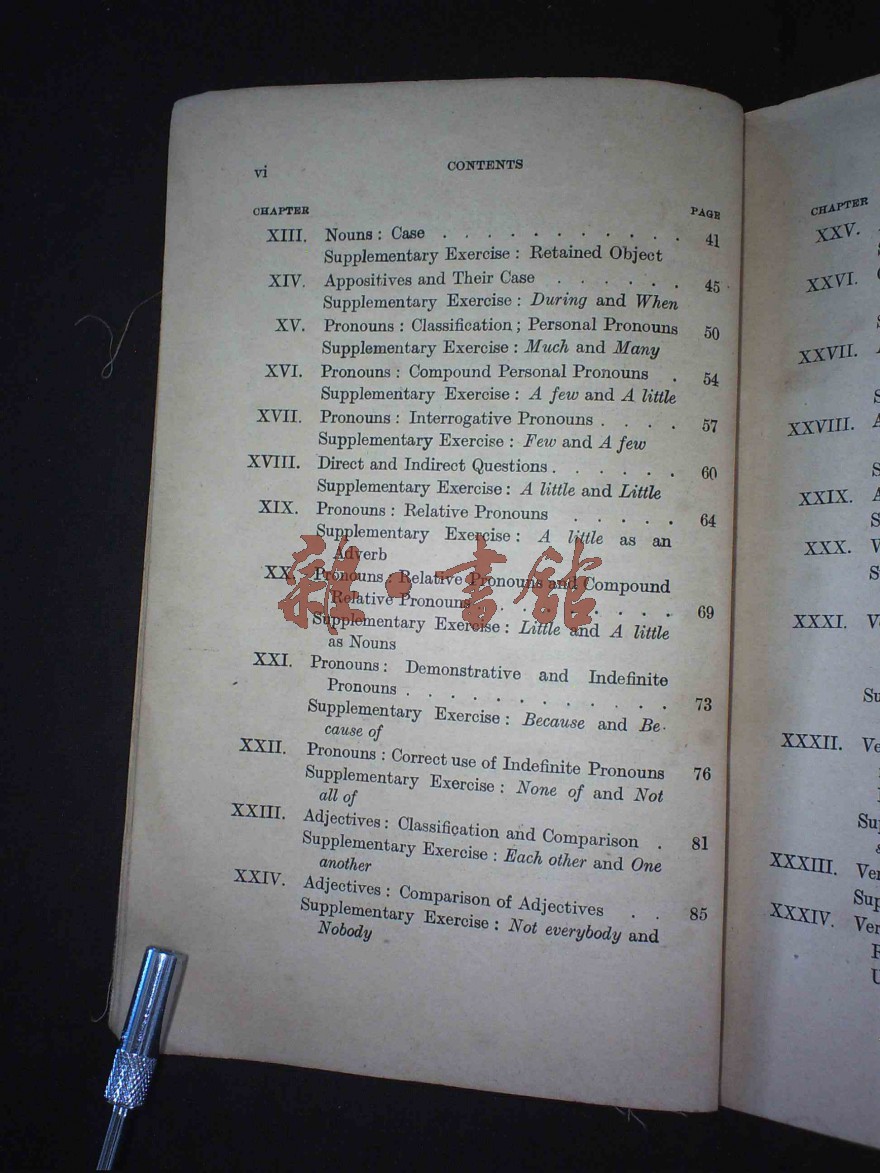 vi CONTENTS
CHAPTER PAGE
XIII. Nouns : Case . . . . . . . . . . . 41
Supplementary Exercise : Retained Object
XIV. Appositives and Their Case . . . . . . 45
Supplementary Exercise : During and When
XV. Pronouns : Classification ; Personal Pronouns 50
Supplementary Exercise : Much and Many
XVI. Pronouns : Compound Personal Pronouns . 54
Supplementary Exercise : A few and A little
XVII. Pronouns : Interrogative Pronouns . . . . 57
Supplementary Exercise : Few and A few
XVIII. Direct and Indirect Questions . . . . . . 60
Supplementary Exercise : A little and Little
XIX. Pronouns : Relative Pronouns . . . . . 64
Supplementary Exercise : A little as an
Adverb
XX. Pronouns : Relative Pronouns and Compound
Relative Pronouns . . . . . . . . 69
Supplementary Exercise : Little and A little
as Nouns
XXI. Pronouns : Demonstrative and Indefinite
Pronouns . . . . . . . . . . . 73
Supplementary Exercise : Because and Be-
cause of
XXII. Pronouns : Correct use of Indefinite Pronouns 76
Supplementary Exercise : None of and Not
all of
XXIII. Adjectives : Classification and Comparison . 81
Supplementary Exercise : Each other and One
another
XXIV. Adjectives : Comparison of Adjectives . . 85
Supplementary Exercise : Not everybody and
Nobody
雜·書館
CHAPTER
XXV.
XXVI.
XXVII.
XXVIII.
XXIX.
XXX.
XXXI.
XXXII.
XXXIII.
XXXIV.